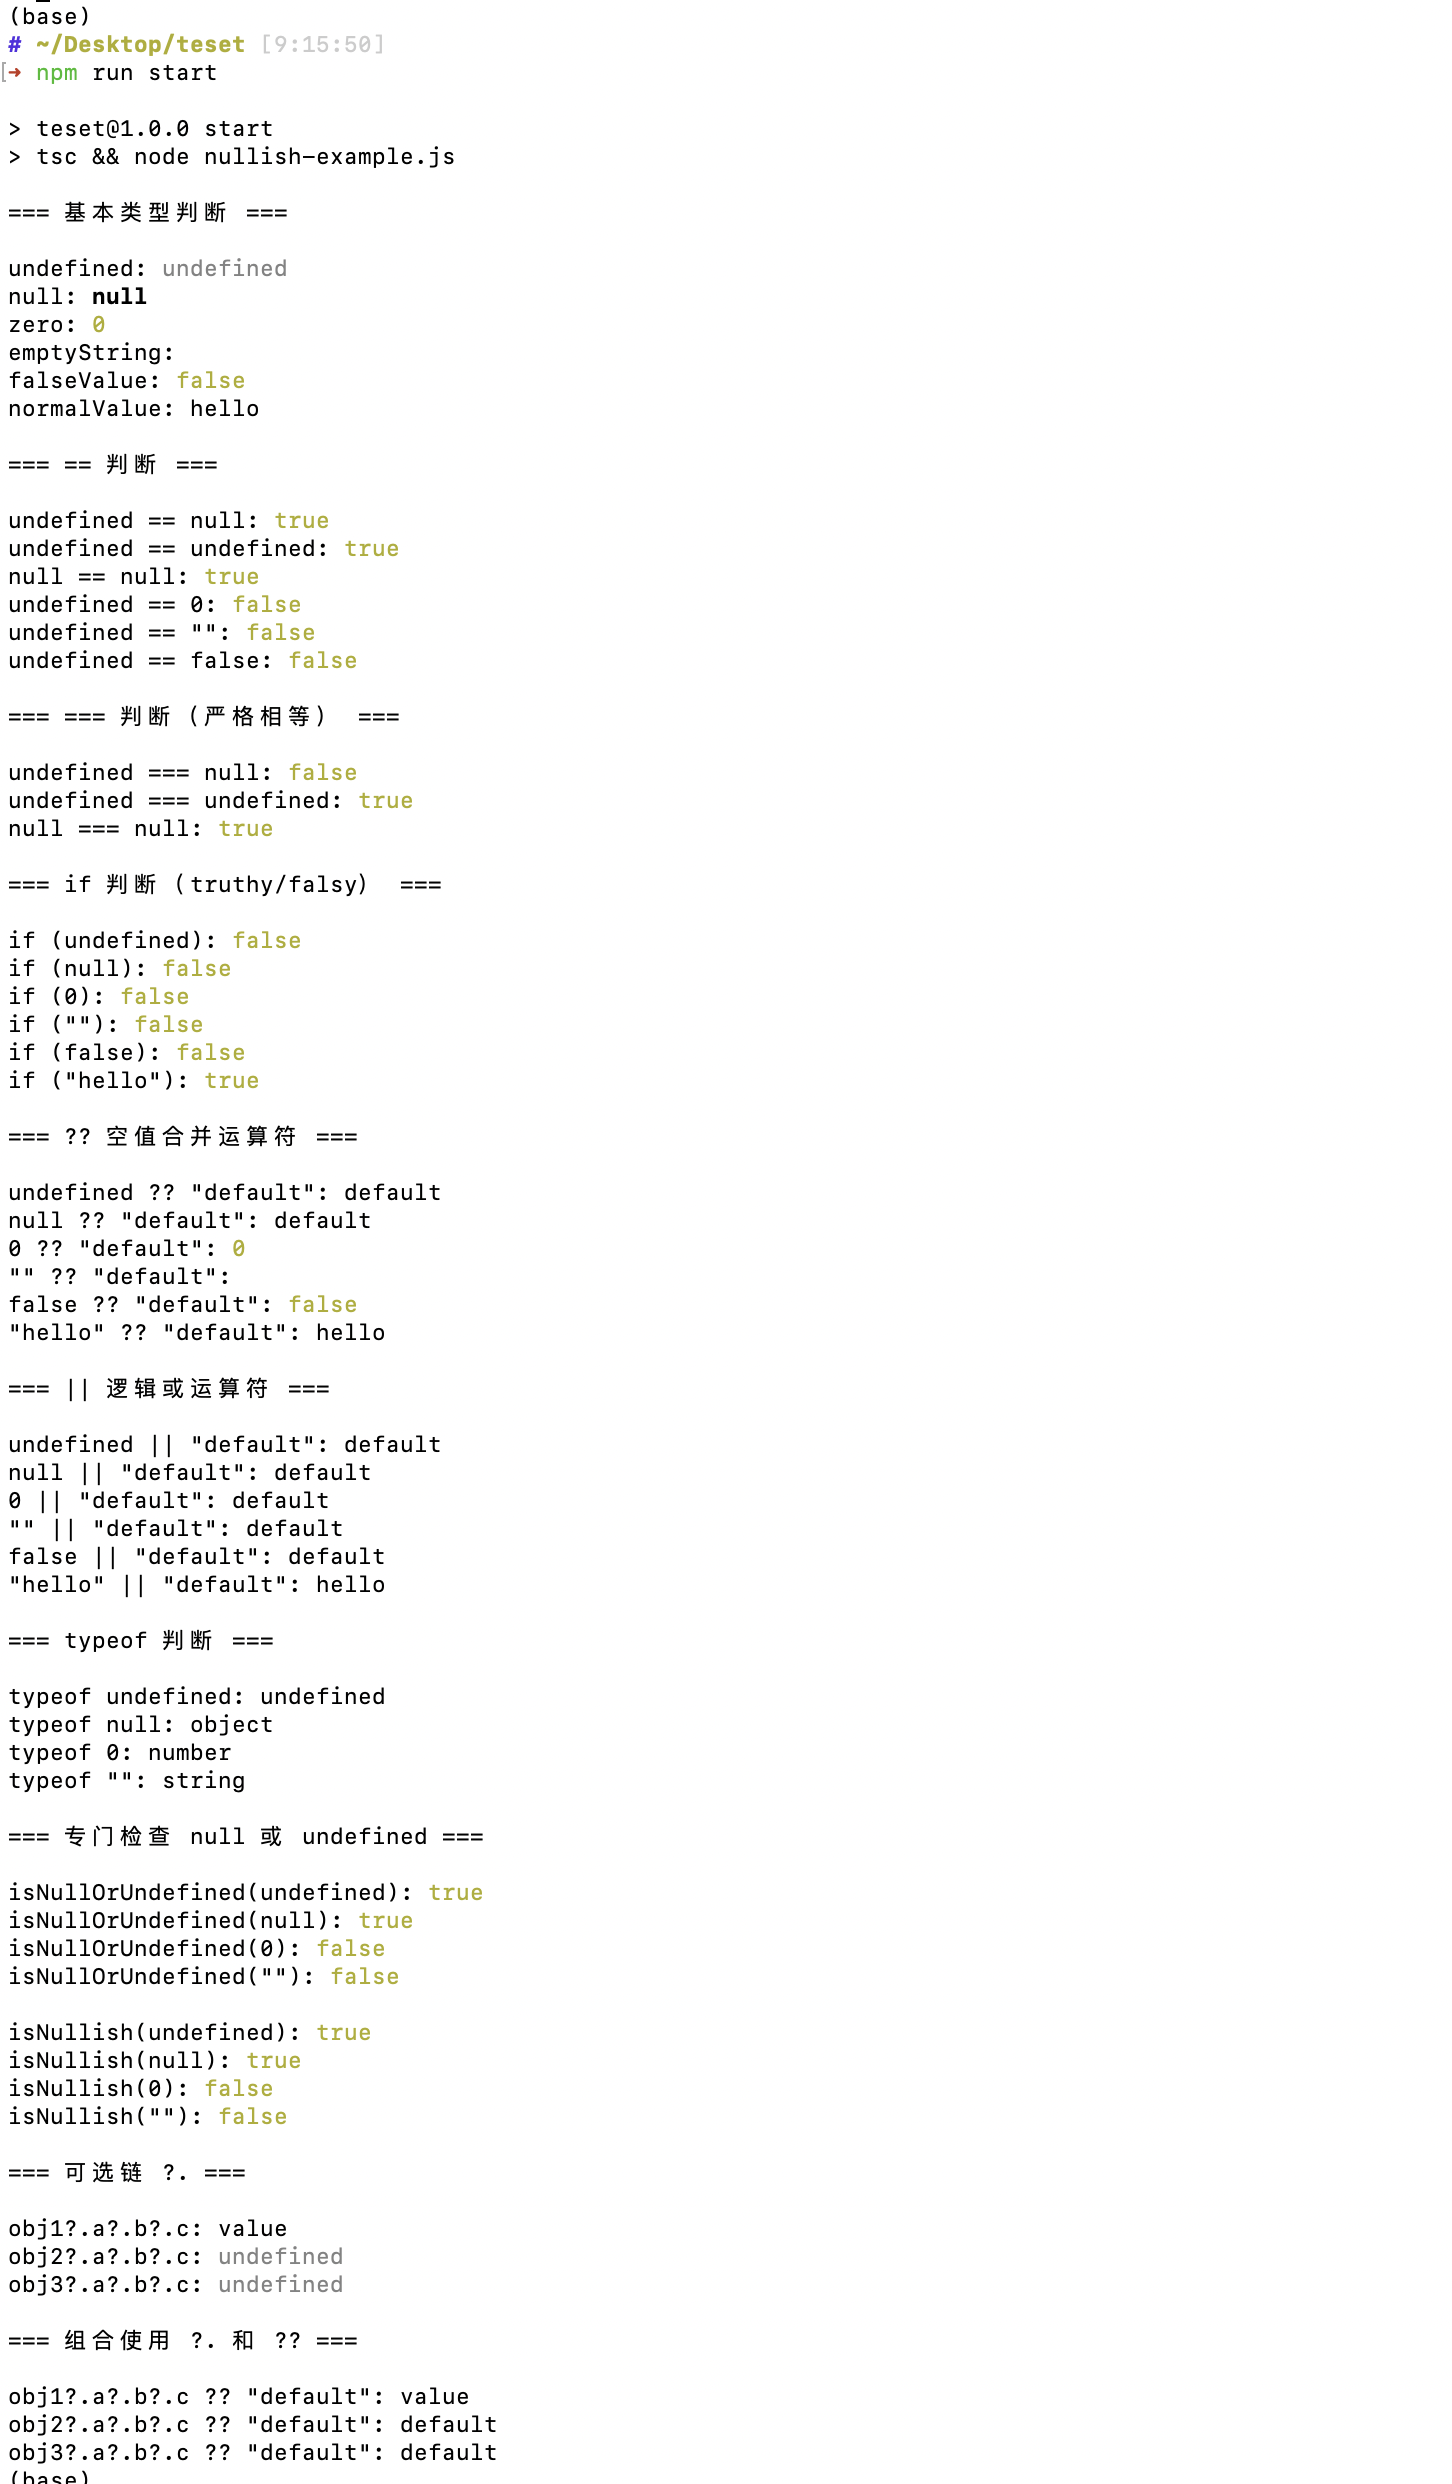 (base)
# ~/Desktop/teset [9:15:50]
[➜ npm run start

> teset@1.0.0 start
> tsc && node nullish-example.js

=== 基本类型判断 ===

undefined: undefined
null: null
zero: 0
emptyString:
falseValue: false
normalValue: hello

=== == 判断 ===

undefined == null: true
undefined == undefined: true
null == null: true
undefined == 0: false
undefined == "": false
undefined == false: false

=== === 判断（严格相等） ===

undefined === null: false
undefined === undefined: true
null === null: true

=== if 判断（truthy/falsy） ===

if (undefined): false
if (null): false
if (0): false
if (""): false
if (false): false
if ("hello"): true

=== ?? 空值合并运算符 ===

undefined ?? "default": default
null ?? "default": default
0 ?? "default": 0
"" ?? "default":
false ?? "default": false
"hello" ?? "default": hello

=== || 逻辑或运算符 ===

undefined || "default": default
null || "default": default
0 || "default": default
"" || "default": default
false || "default": default
"hello" || "default": hello

=== typeof 判断 ===

typeof undefined: undefined
typeof null: object
typeof 0: number
typeof "": string

=== 专门检查 null 或 undefined ===

isNullOrUndefined(undefined): true
isNullOrUndefined(null): true
isNullOrUndefined(0): false
isNullOrUndefined(""): false

isNullish(undefined): true
isNullish(null): true
isNullish(0): false
isNullish(""): false

=== 可选链 ?. ===

obj1?.a?.b?.c: value
obj2?.a?.b?.c: undefined
obj3?.a?.b?.c: undefined

=== 组合使用 ?. 和 ?? ===

obj1?.a?.b?.c ?? "default": value
obj2?.a?.b?.c ?? "default": default
obj3?.a?.b?.c ?? "default": default
(base)